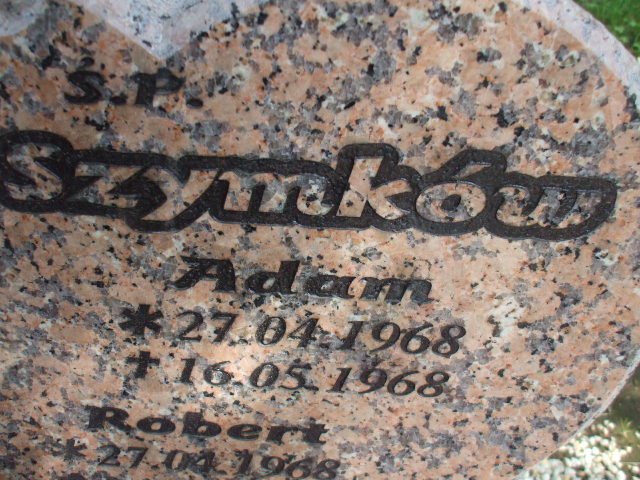 ś.P.
Szymków
Adam
* 27.04.1968
+ 16.05.1968
Robert
* 27.04.1968